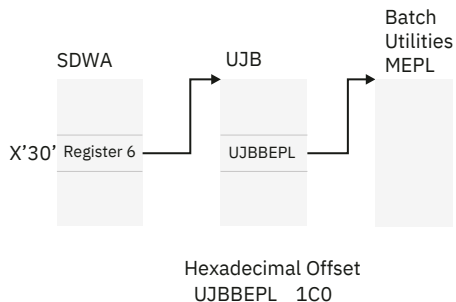 Batch
Utilities
MEPL
SDWA
UJB
X’30’
Register 6
UJBBEPL
Hexadecimal Offset
UJBBEPL 1C0